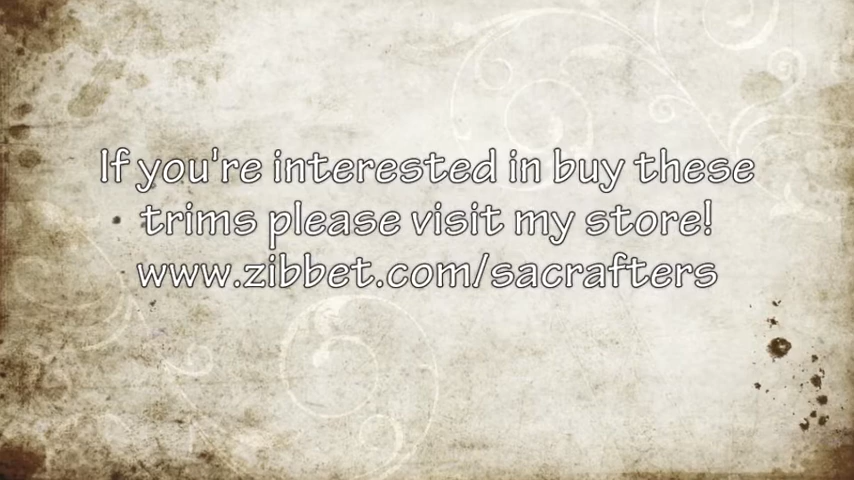 If you're interested in buy these
trims please visit my store!
www.zibbet.com/sacrafters